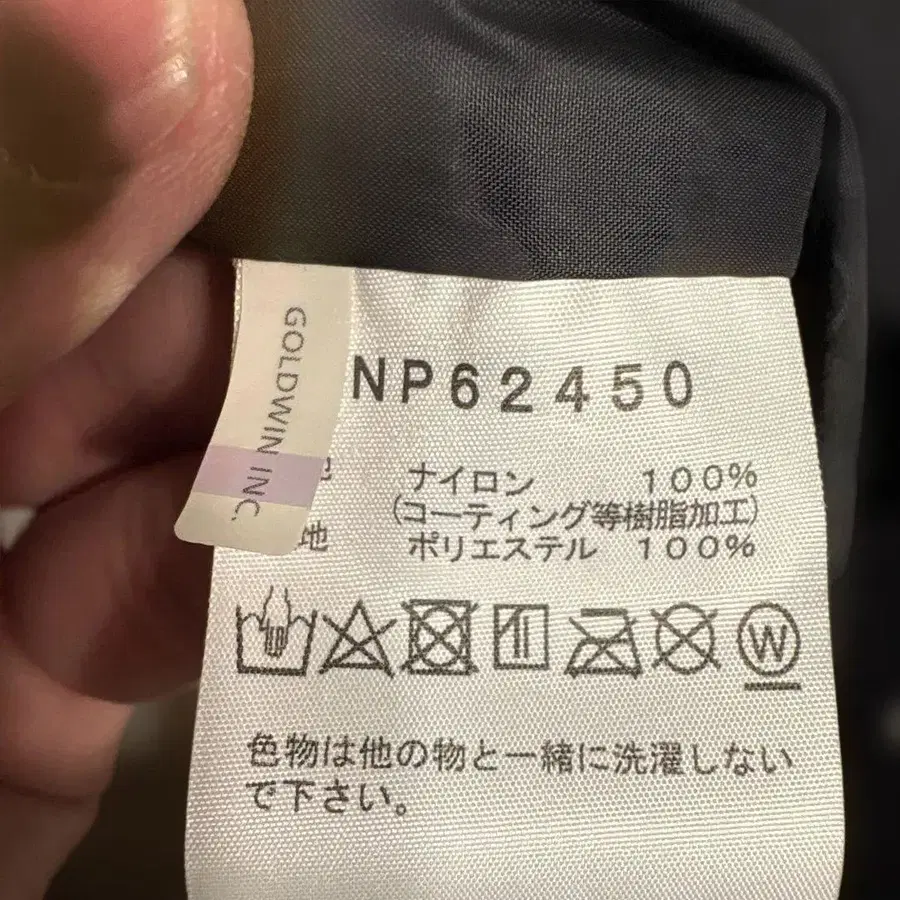 GOLDWIN INC.
NP62450
ナイロン 100%
(コーティング等樹脂加工)
地 ポリエステル 100%
W
色物は他の物と一緒に洗濯しない
で下さい。